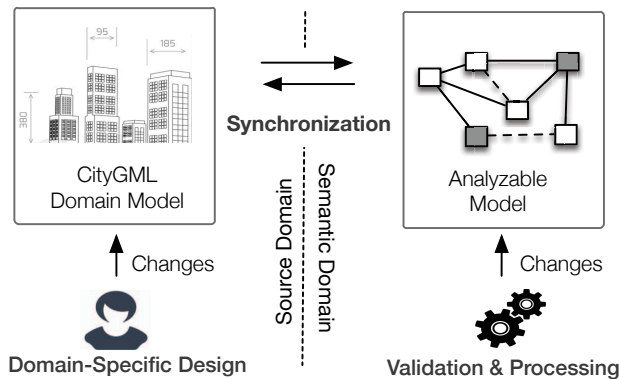 95
185
380
CityGML
Domain Model
Synchronization
Analyzable
Model
Source Domain
Semantic Domain
Changes
Changes
Domain-Specific Design
Validation & Processing